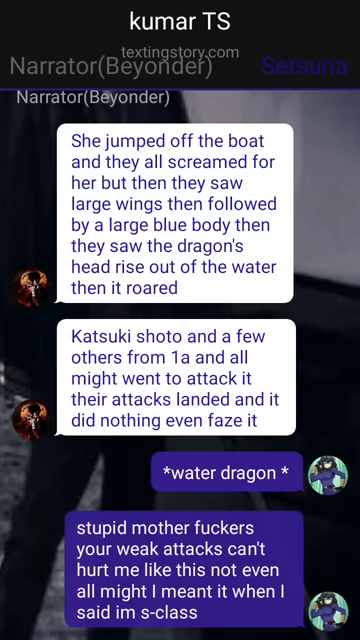 kumar TS
textingstory.com
Narrator(Beyonder) Setsuna
Narrator(Beyonder)
She jumped off the boat
and they all screamed for
her but then they saw
large wings then followed
by a large blue body then
they saw the dragon's
head rise out of the water
then it roared
Katsuki shoto and a few
others from 1a and all
might went to attack it
their attacks landed and it
did nothing even faze it
*water dragon *
stupid mother fuckers
your weak attacks can't
hurt me like this not even
all might I meant it when I
said im s-class